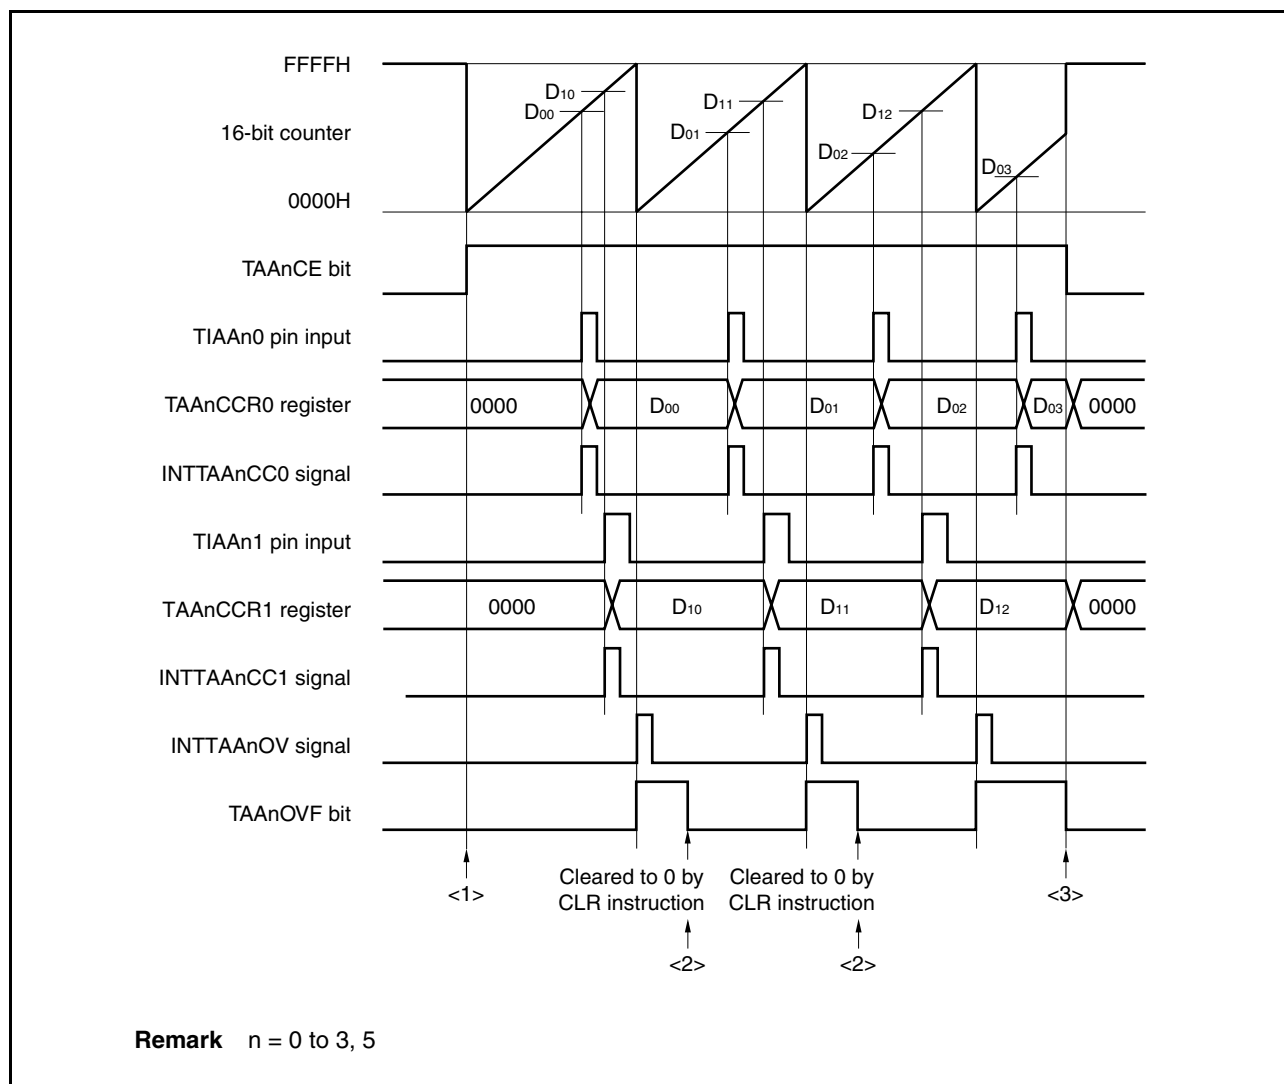 FFFFH
D10
D00
D11
D01
D12
D02
D03
16-bit counter
0000H
TAAnCE bit
TIAAn0 pin input
TAAnCCR0 register
0000 D00 D01 D02 D03 0000
INTTAAnCC0 signal
TIAAn1 pin input
TAAnCCR1 register
0000 D10 D11 D12 0000
INTTAAnCC1 signal
INTTAAnOV signal
TAAnOVF bit
<1>
Cleared to 0 by
CLR instruction
<2>
Cleared to 0 by
CLR instruction
<2>
<3>
Remark n = 0 to 3, 5